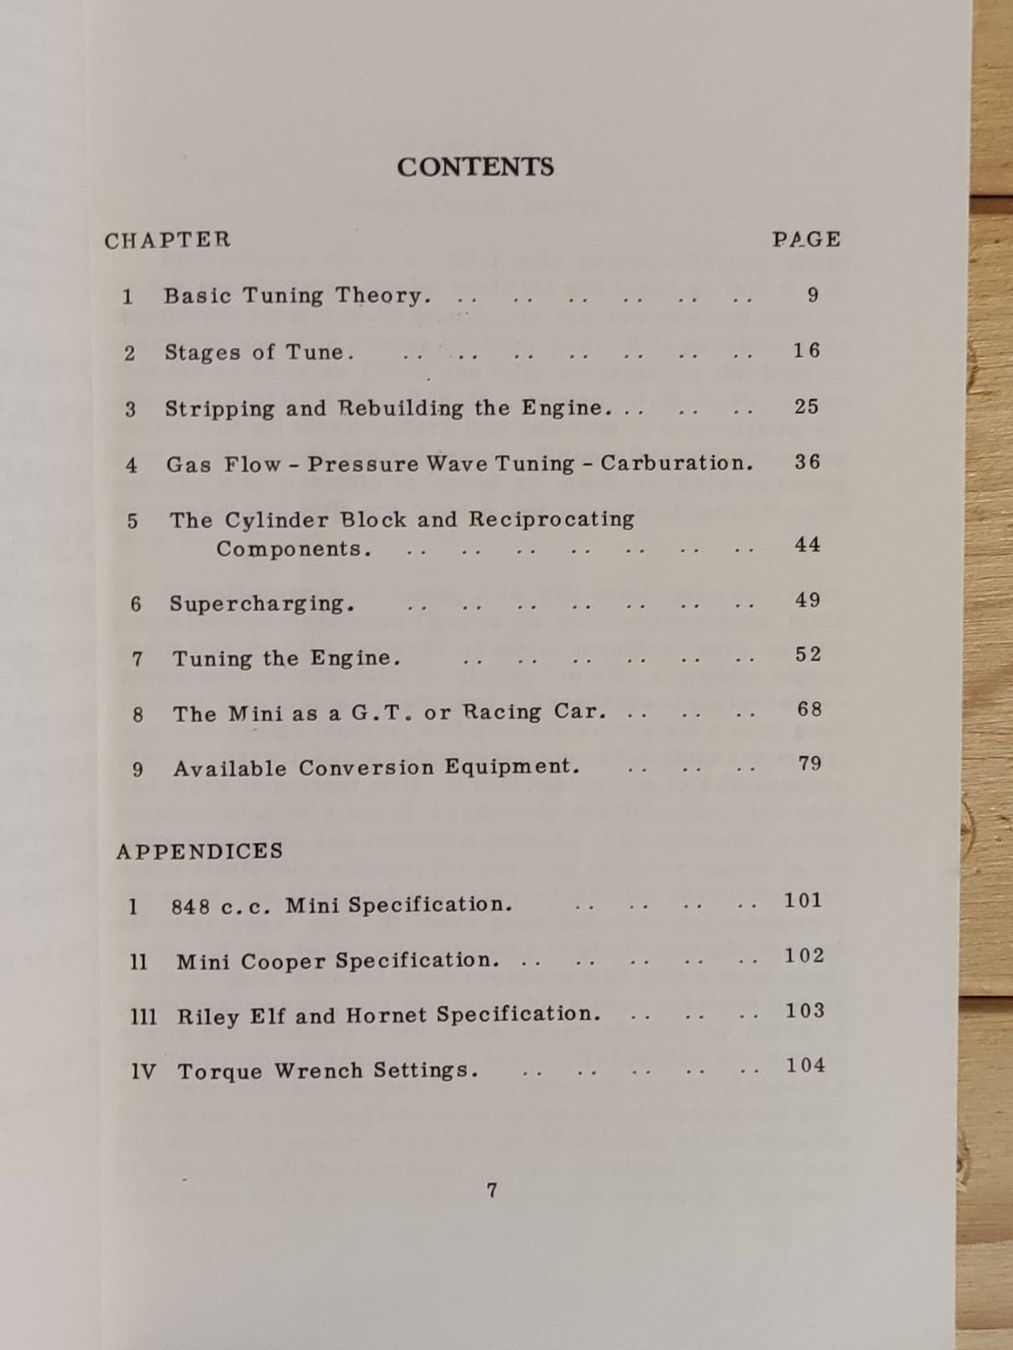 CONTENTS
CHAPTER PAGE
1 Basic Tuning Theory. .. .. .. .. .. .. 9
2 Stages of Tune. .. .. .. .. .. .. .. 16
3 Stripping and Rebuilding the Engine. .. .. .. 25
4 Gas Flow - Pressure Wave Tuning - Carburation. 36
5 The Cylinder Block and Reciprocating
Components. .. .. .. .. .. .. .. 44
6 Supercharging. .. .. .. .. .. .. .. 49
7 Tuning the Engine. .. .. .. .. .. .. 52
8 The Mini as a G.T. or Racing Car. .. .. .. 68
9 Available Conversion Equipment. .. .. .. 79
APPENDICES
1 848 c.c. Mini Specification. .. .. .. .. 101
11 Mini Cooper Specification. .. .. .. .. .. 102
111 Riley Elf and Hornet Specification. .. .. .. 103
1V Torque Wrench Settings. .. .. .. .. .. 104
7